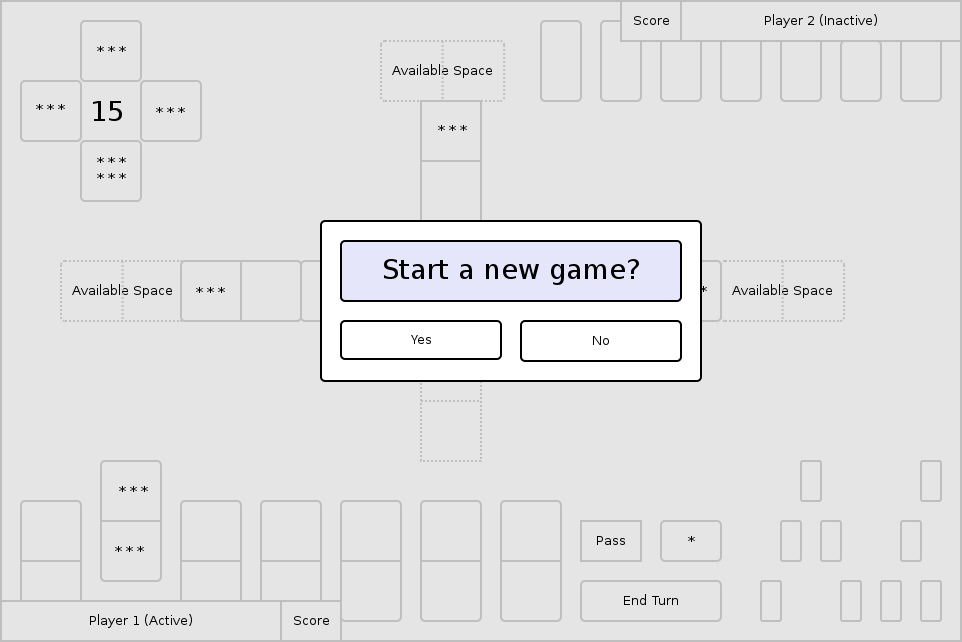 Score
Player 2 (Inactive)
***
Available Space
***
15
***
***
***
***
Start a new game?
Available Space
***
*
Available Space
Yes
No
***
***
Pass
*
End Turn
Player 1 (Active)
Score